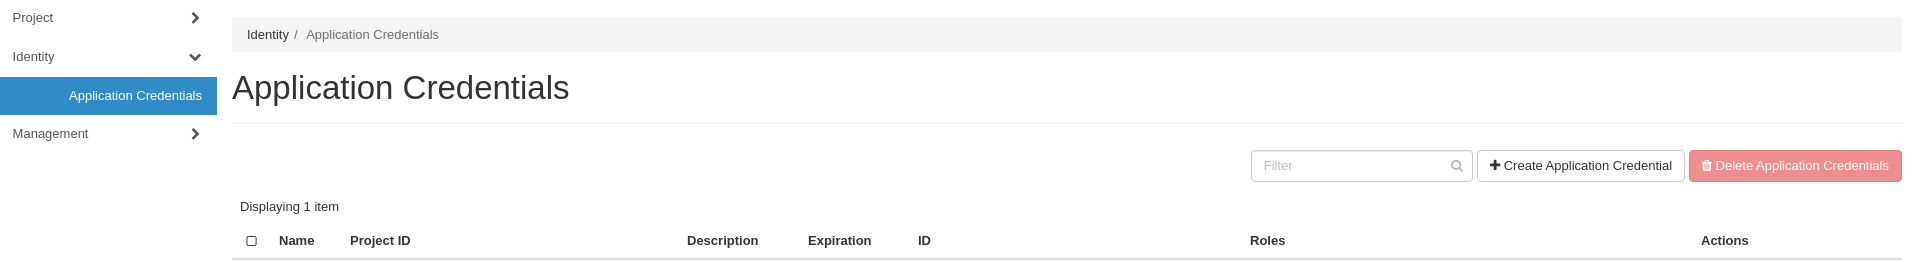 Project
Identity
Application Credentials
Management
Identity / Application Credentials
Application Credentials
Filter
Create Application Credential
Delete Application Credentials
Displaying 1 item
Name Project ID Description Expiration ID Roles Actions